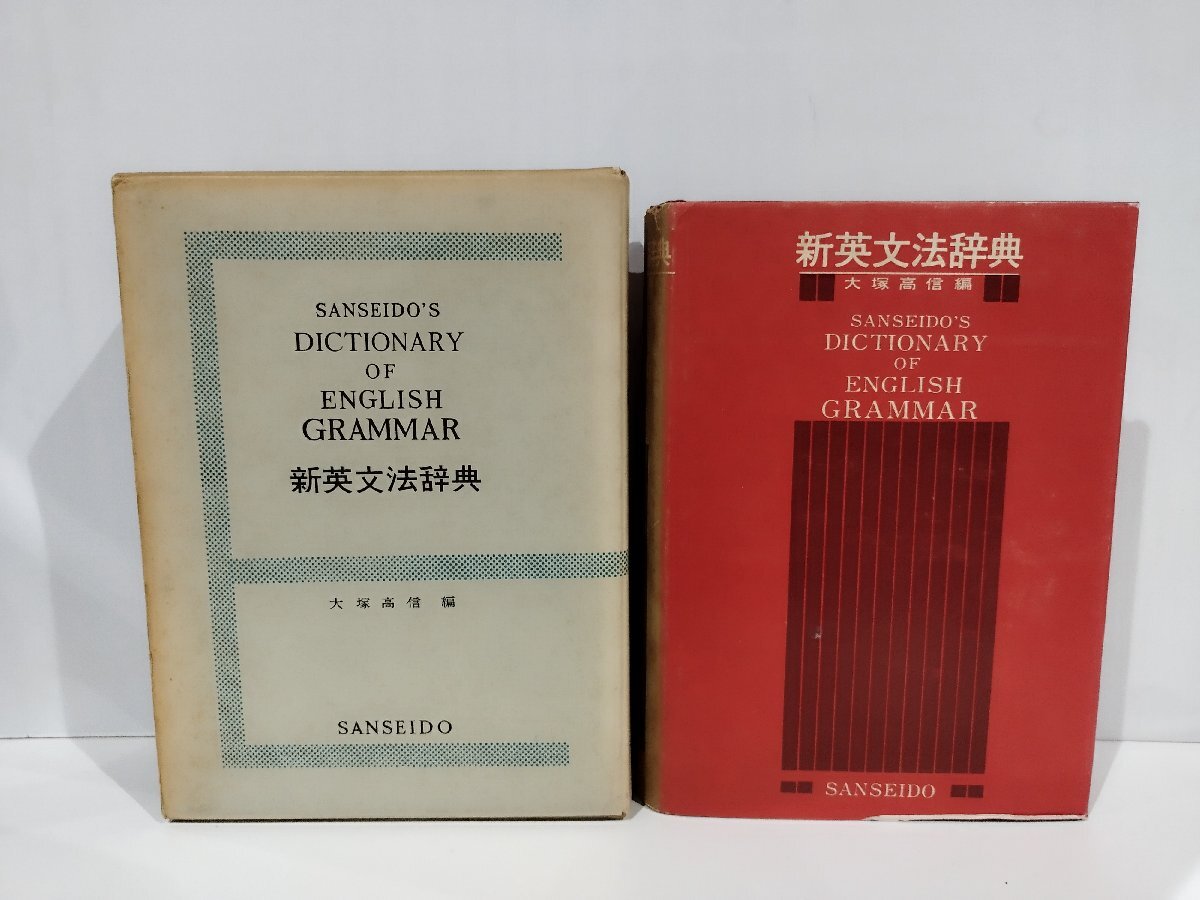 SANSEIDO'S
DICTIONARY
OF
ENGLISH
GRAMMAR
新英文法辞典
大塚高信 編
SANSEIDO
典
新英文法辞典
大塚高信編
SANSEIDO'S
DICTIONARY
OF
ENGLISH
GRAMMAR
SANSEIDO